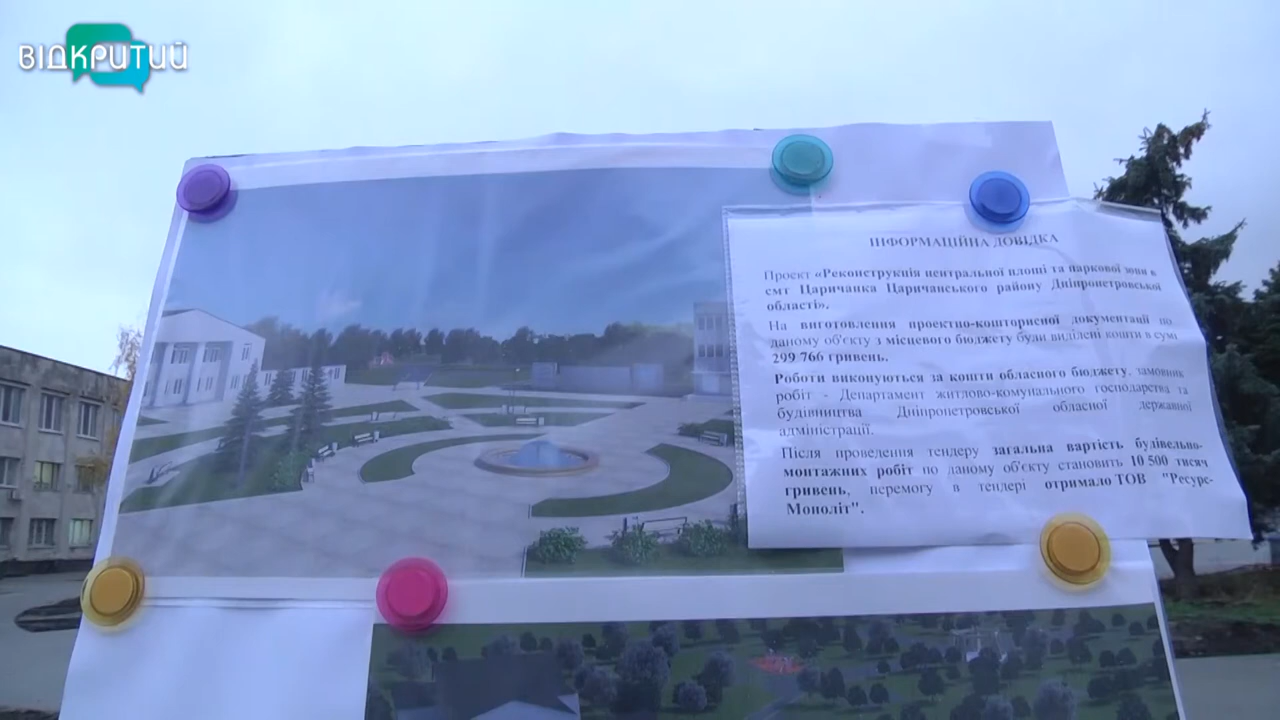 ВІДКРИТИЙ
ІНФОРМАЦІЙНА ДОВІДКА
Проект «Реконструкція центральної площі та паркової зони в
смт Царичанка Царичанського району Дніпропетровської
області».
На виготовлення проектно-кошторисної документації по
даному об'єкту з місцевого бюджету були виділені кошти в сумі
299 766 гривень.
Роботи виконуються за кошти обласного бюджету, замовник
робіт - Департамент житлово-комунального господарства та
будівництва Дніпропетровської обласної державної
адміністрації.
Після проведення тендеру загальна вартість будівельно-
монтажних робіт по даному об'єкту становить 10 500 тисяч
гривень, перемогу в тендері отримало ТОВ "Ресурс-
Моноліт".